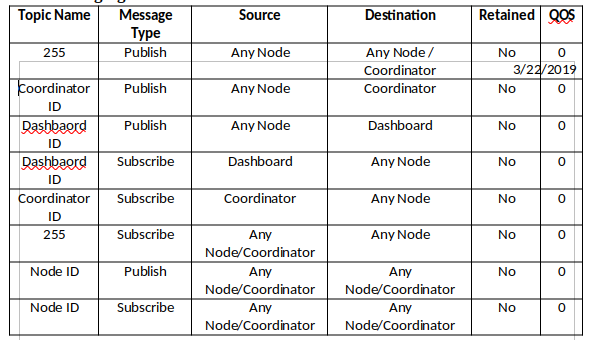 Topic Name Message Type Source Destination Retained QOS
255 Publish Any Node Any Node / Coordinator No 0
3/22/2019
Coordinator ID Publish Any Node Coordinator No 0
Dashbaord ID Publish Any Node Dashboard No 0
Dashbaord ID Subscribe Dashboard Any Node No 0
Coordinator ID Subscribe Coordinator Any Node No 0
255 Subscribe Any Node/Coordinator Any Node No 0
Node ID Publish Any Node/Coordinator Any Node/Coordinator No 0
Node ID Subscribe Any Node/Coordinator Any Node/Coordinator No 0